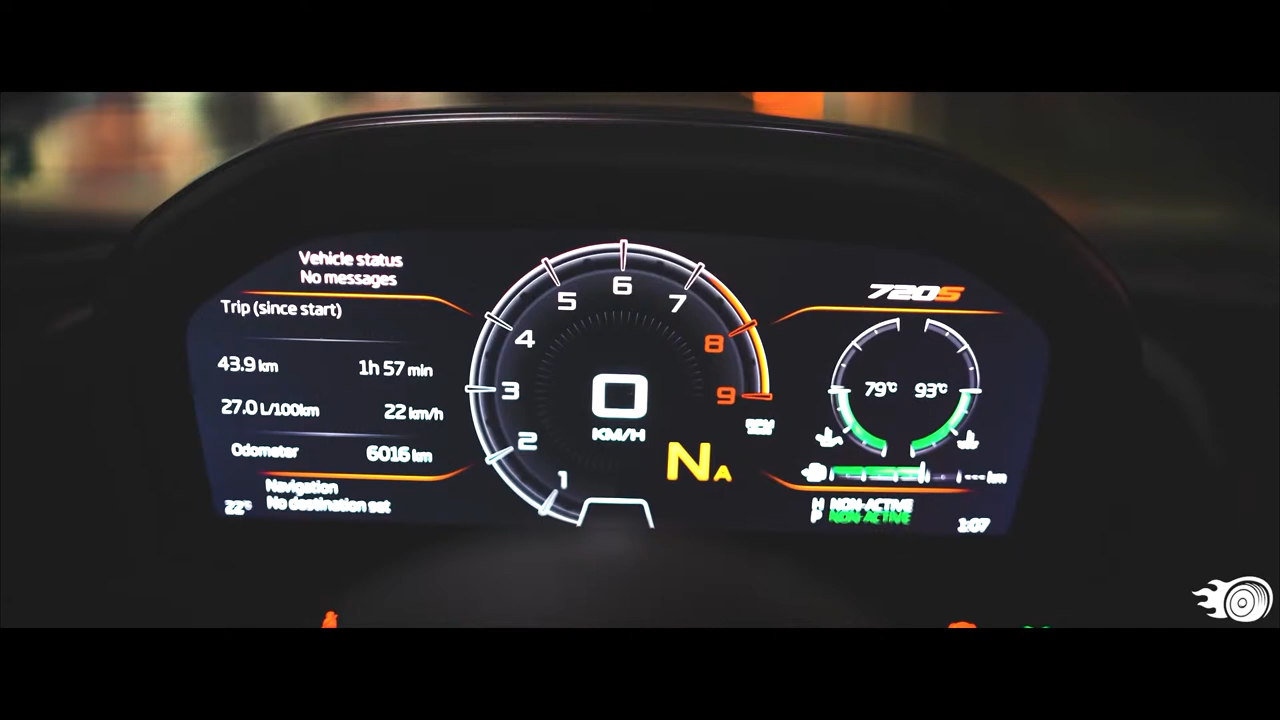 Vehicle status
No messages
Trip (since start)
43.9 km 1h 57 min
27.0 L/100km 22 km/h
Odometer 6016 km
Navigation
No destination set
22°
1
2
3
4
5
6
7
8
9
0
KM/H
NA
720S
79°C 93°C
--- km
H NON-ACTIVE
P NON-ACTIVE
1:07